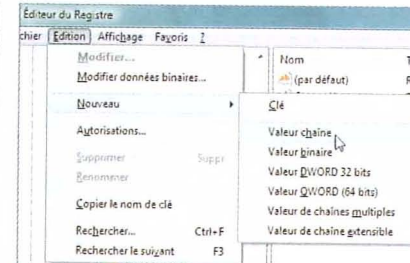 Éditeur du Registre
chier Édition Affichage Favoris ?
Modifier...
Modifier données binaires...
Nouveau
Autorisations...
Supprimer Suppr
Renommer
Copier le nom de clé
Rechercher... Ctrl+F
Rechercher le suivant F3
Nom
(par défaut)
Clé
Valeur chaîne
Valeur binaire
Valeur DWORD 32 bits
Valeur QWORD (64 bits)
Valeur de chaînes multiples
Valeur de chaîne extensible